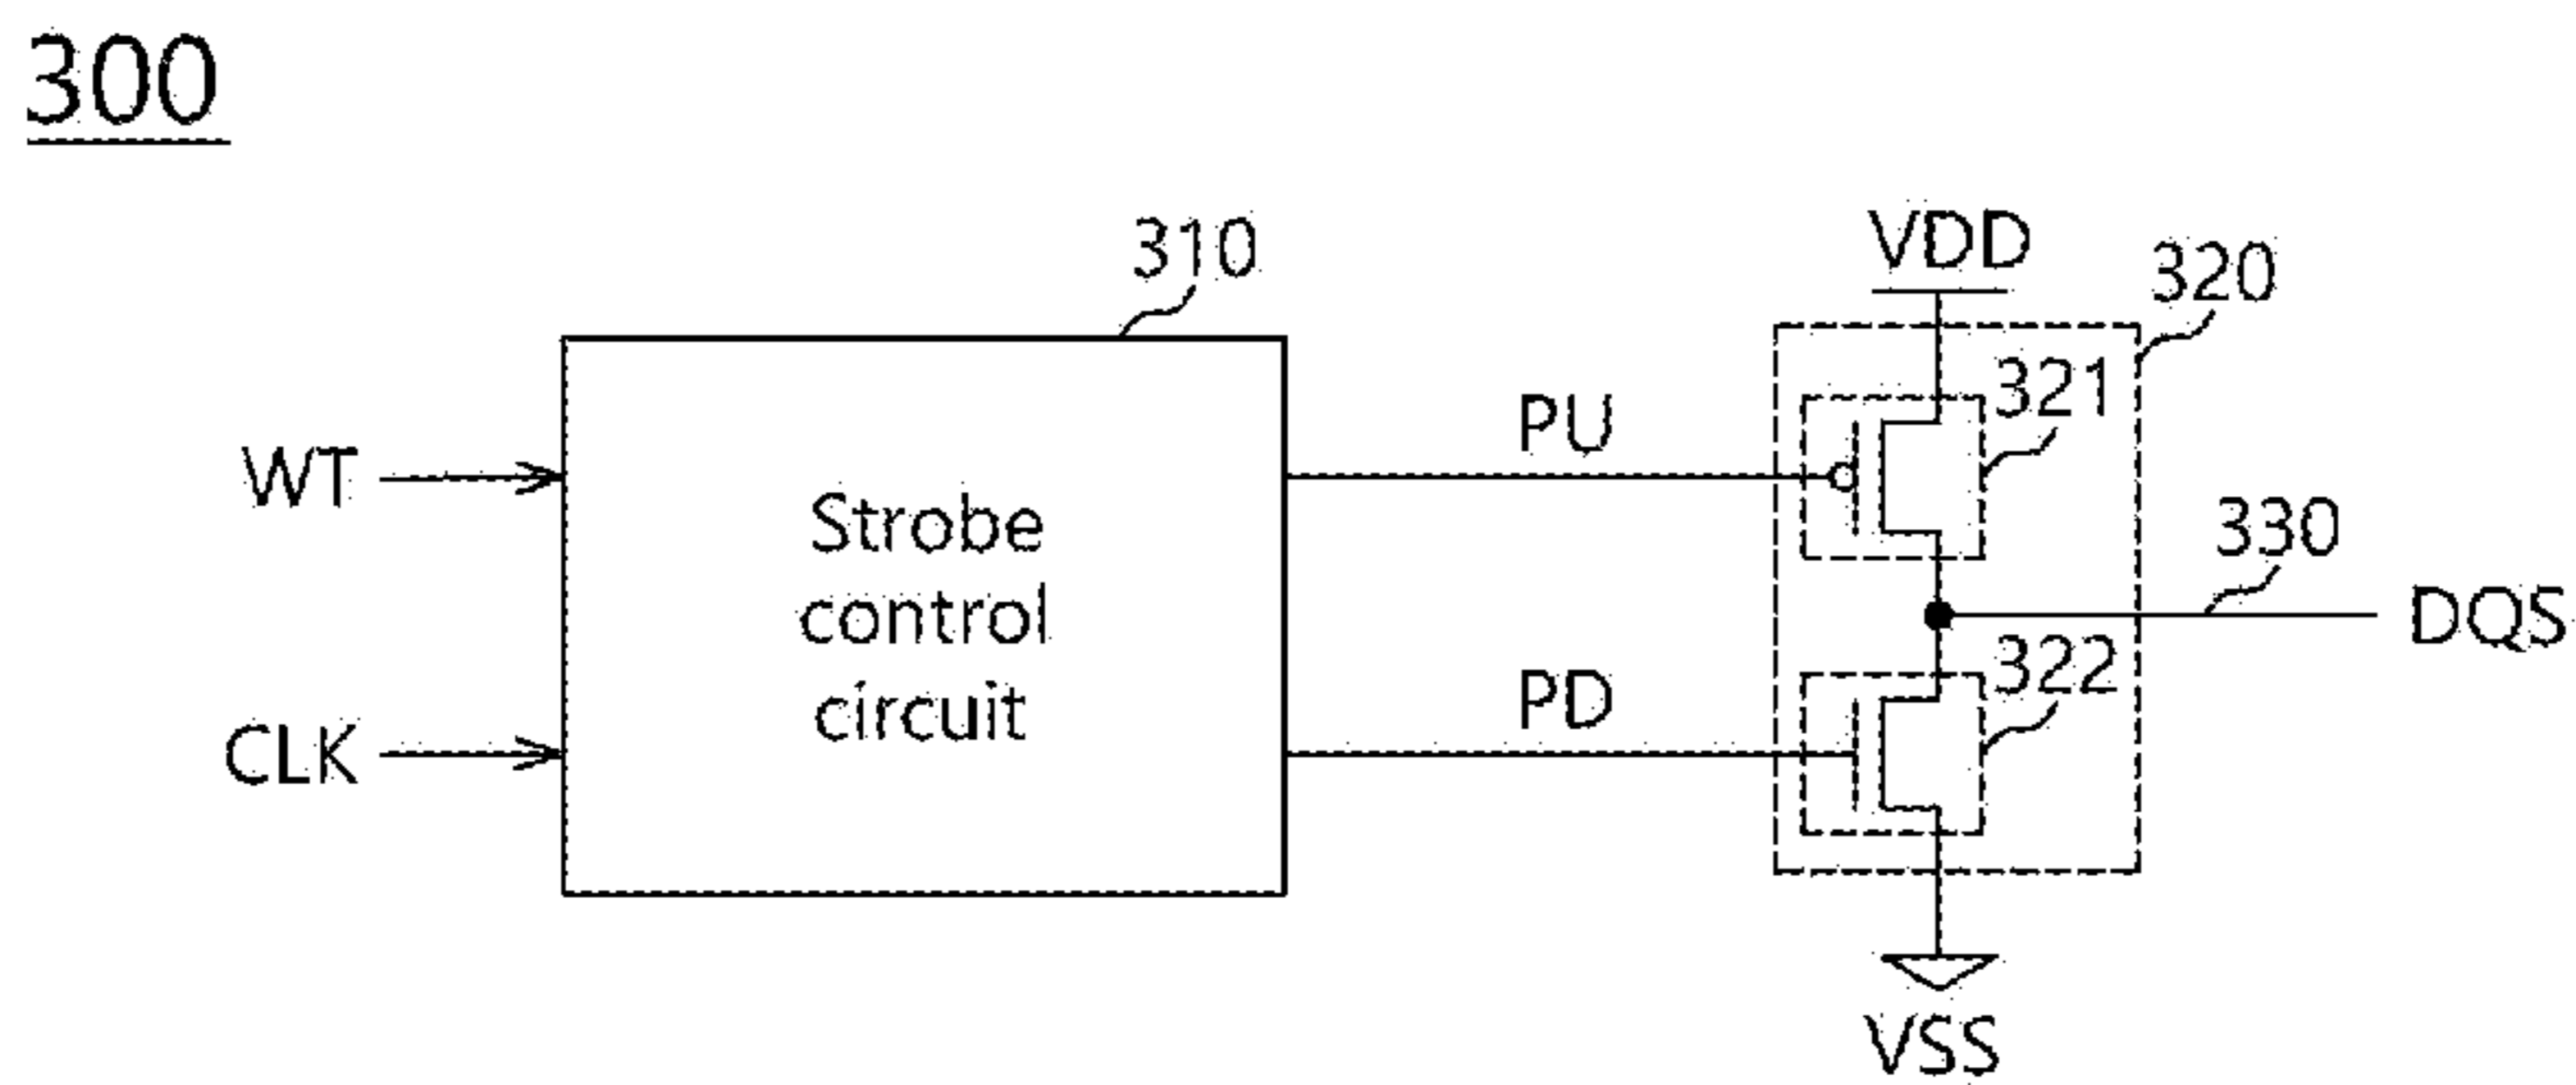 300
310
VDD
320
321
PU
WT
Strobe
control
circuit
330
DQS
322
PD
CLK
VSS